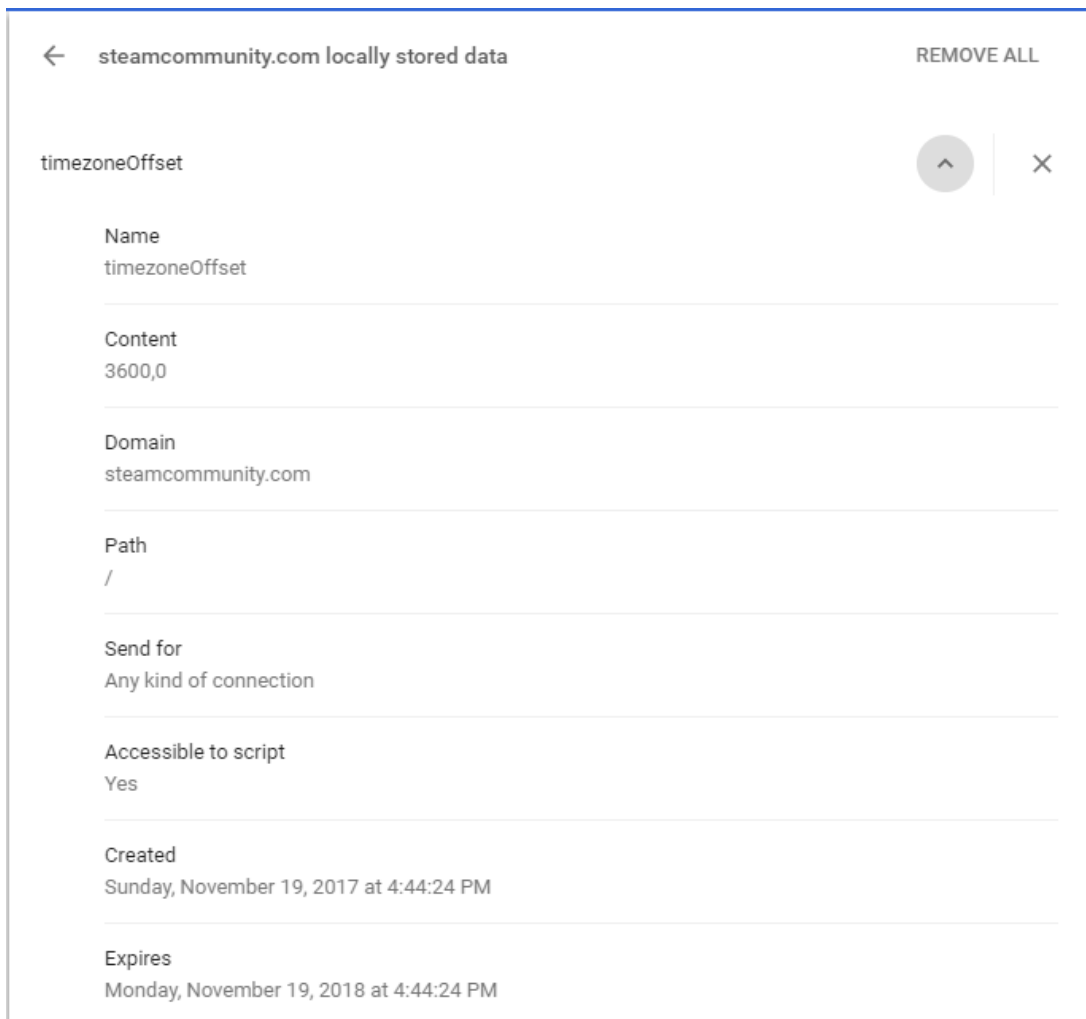 steamcommunity.com locally stored data
REMOVE ALL
timezoneOffset
Name
timezoneOffset
Content
3600,0
Domain
steamcommunity.com
Path
/
Send for
Any kind of connection
Accessible to script
Yes
Created
Sunday, November 19, 2017 at 4:44:24 PM
Expires
Monday, November 19, 2018 at 4:44:24 PM